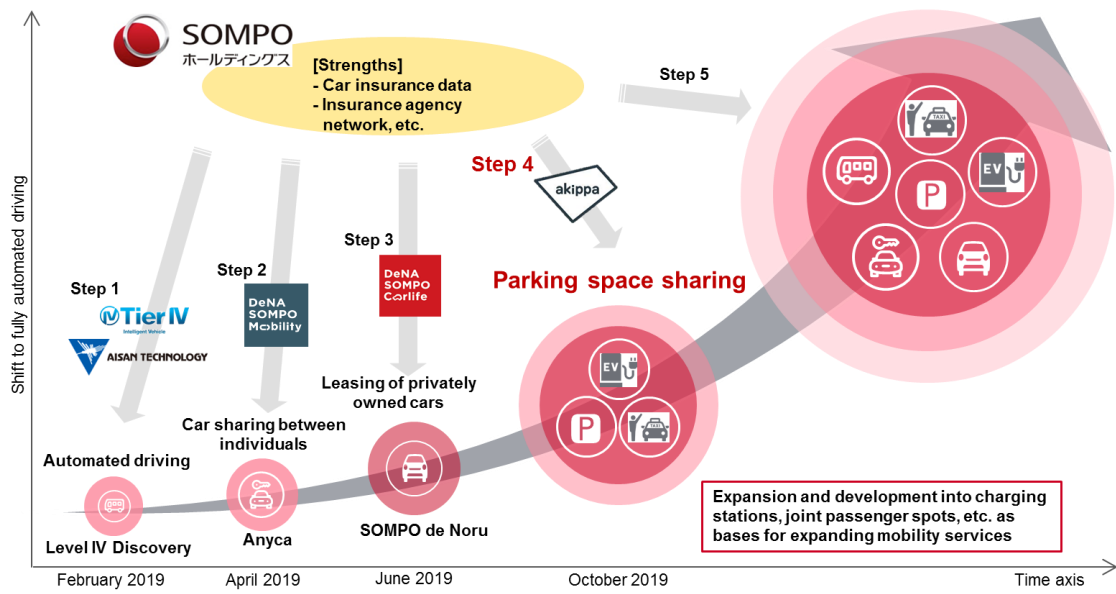 SOMPO
ホールディングス
[Strengths]
- Car insurance data
- Insurance agency
network, etc.
Step 5
Step 4
akippa
Step 3
DeNA
SOMPO
Carlife
Step 2
DeNA
SOMPO
Mobility
Step 1
IV Tier IV
Intelligent Vehicle
AISAN TECHNOLOGY
Parking space sharing
Shift to fully automated driving
Leasing of privately
owned cars
Car sharing between
individuals
Automated driving
TAXI
EV
P
EV
P
TAXI
Level IV Discovery
Anyca
SOMPO de Noru
Expansion and development into charging
stations, joint passenger spots, etc. as
bases for expanding mobility services
February 2019
April 2019
June 2019
October 2019
Time axis